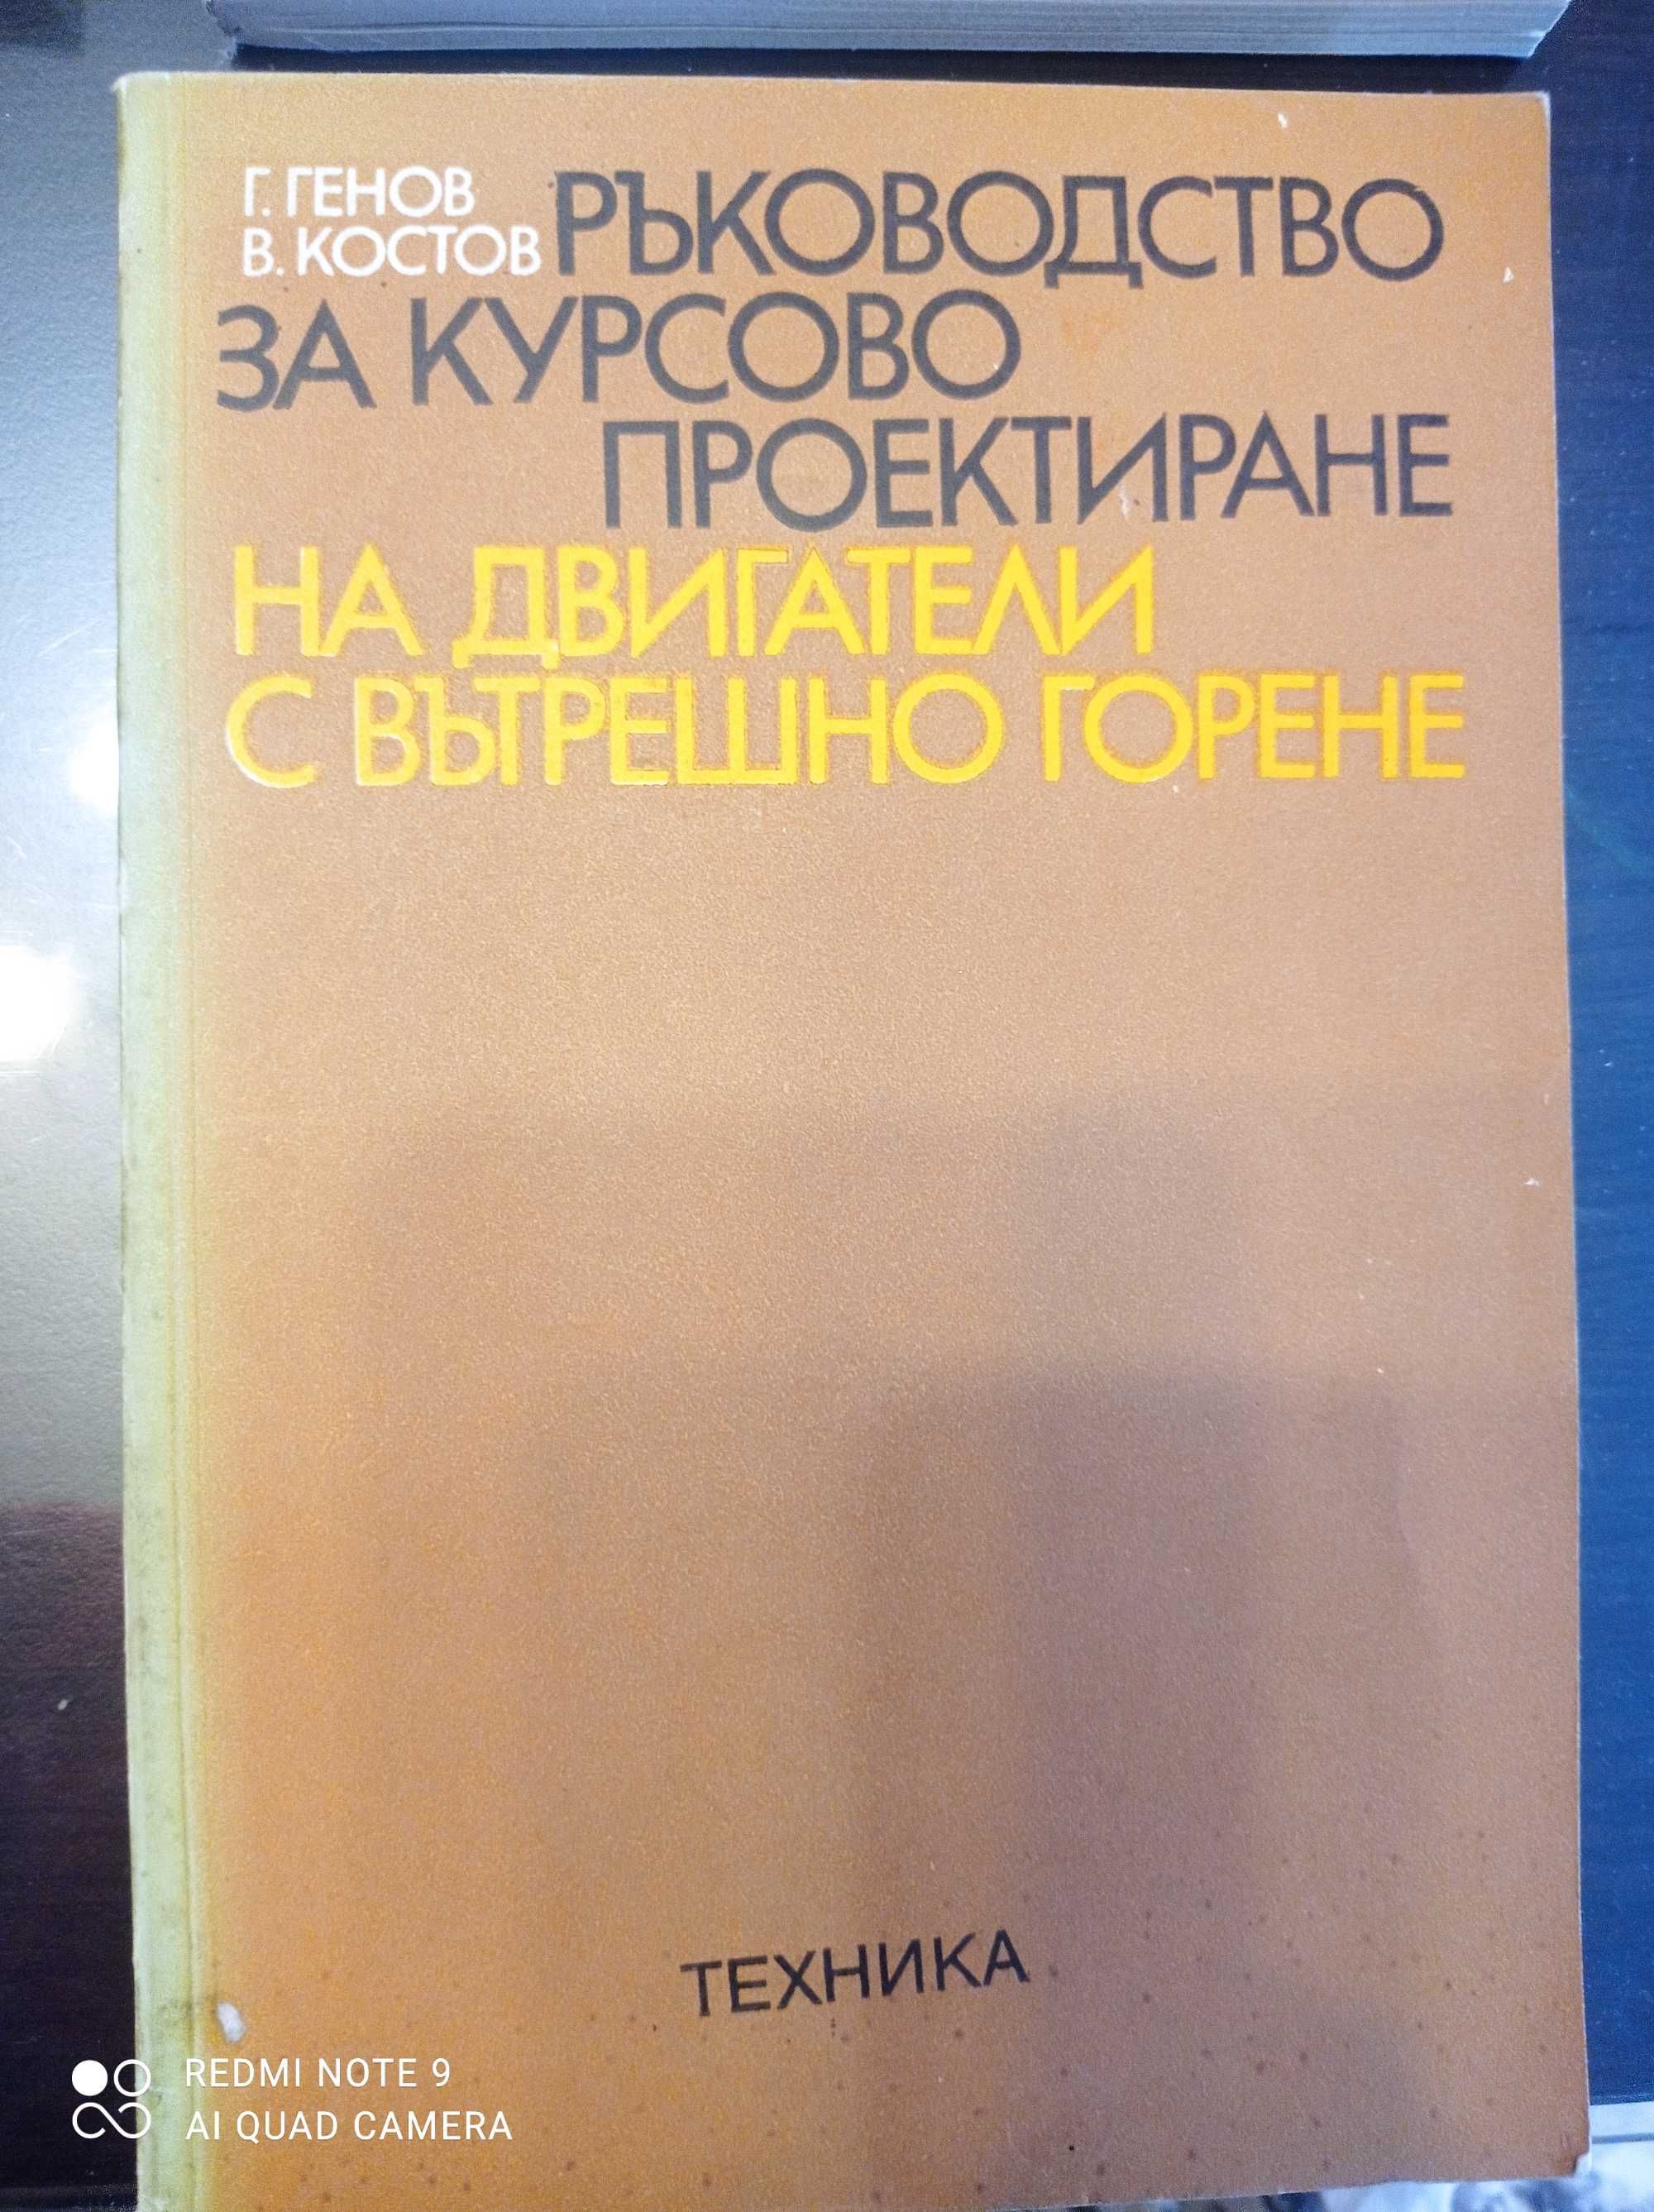 Г. ГЕНОВ
В. КОСТОВ
РЪКОВОДСТВО
ЗА КУРСОВО
ПРОЕКТИРАНЕ
НА ДВИГАТЕЛИ
С ВЪТРЕШНО ГОРЕНЕ
ТЕХНИКА
REDMI NOTE 9
AI QUAD CAMERA